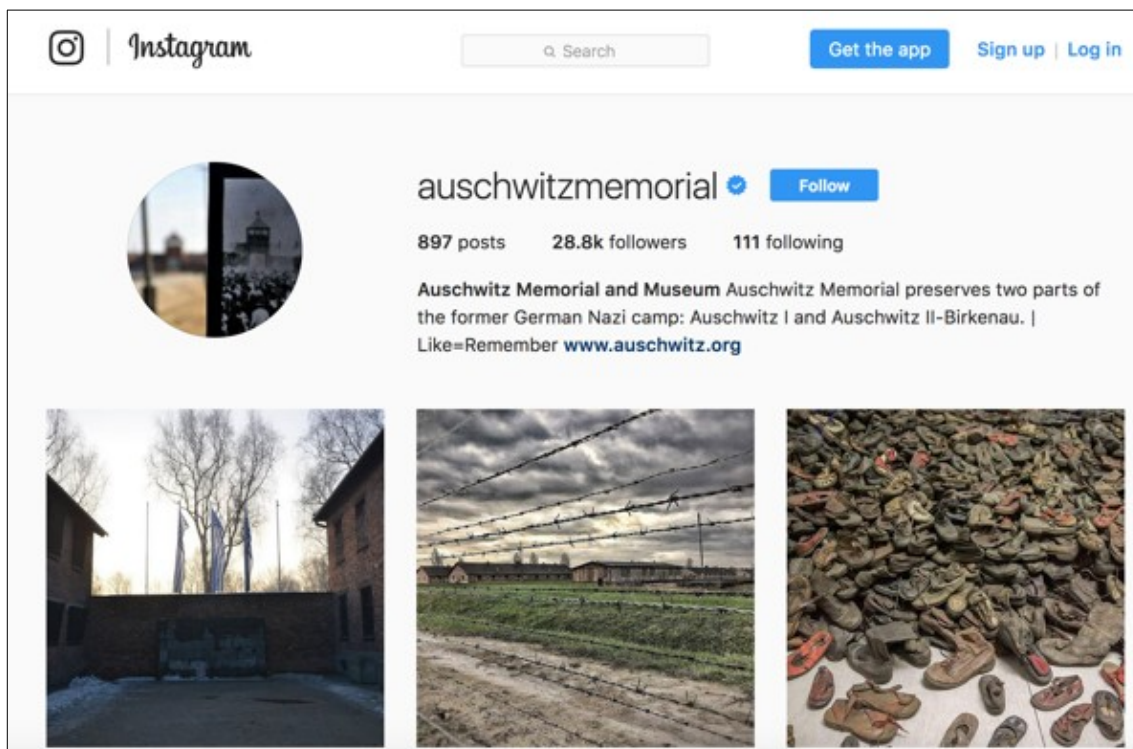 Instagram
Search
Get the app
Sign up | Log in
auschwitzmemorial
Follow
897 posts 28.8k followers 111 following
Auschwitz Memorial and Museum Auschwitz Memorial preserves two parts of
the former German Nazi camp: Auschwitz I and Auschwitz II-Birkenau. |
Like=Remember www.auschwitz.org